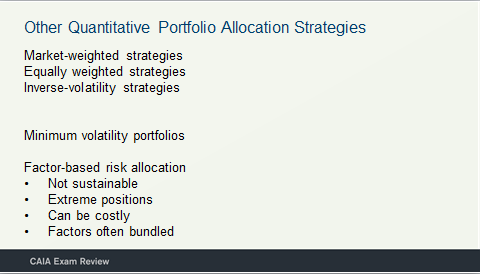 Other Quantitative Portfolio Allocation Strategies
Market-weighted strategies
Equally weighted strategies
Inverse-volatility strategies
Minimum volatility portfolios
Factor-based risk allocation
• Not sustainable
• Extreme positions
• Can be costly
• Factors often bundled
CAIA Exam Review